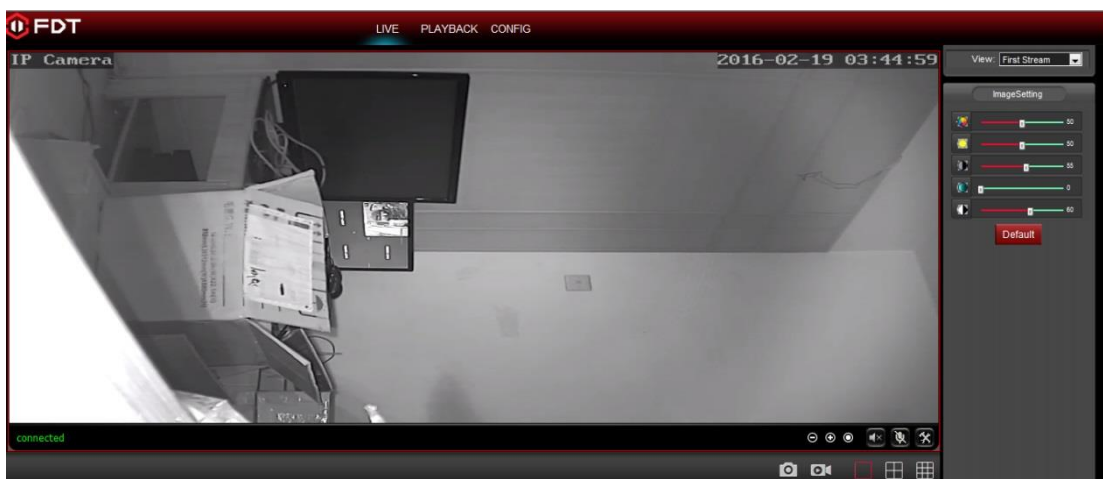 FDT
LIVE PLAYBACK CONFIG
IP Camera
2016-02-19 03:44:59
View: First Stream
ImageSetting
50
50
55
0
60
Default
connected